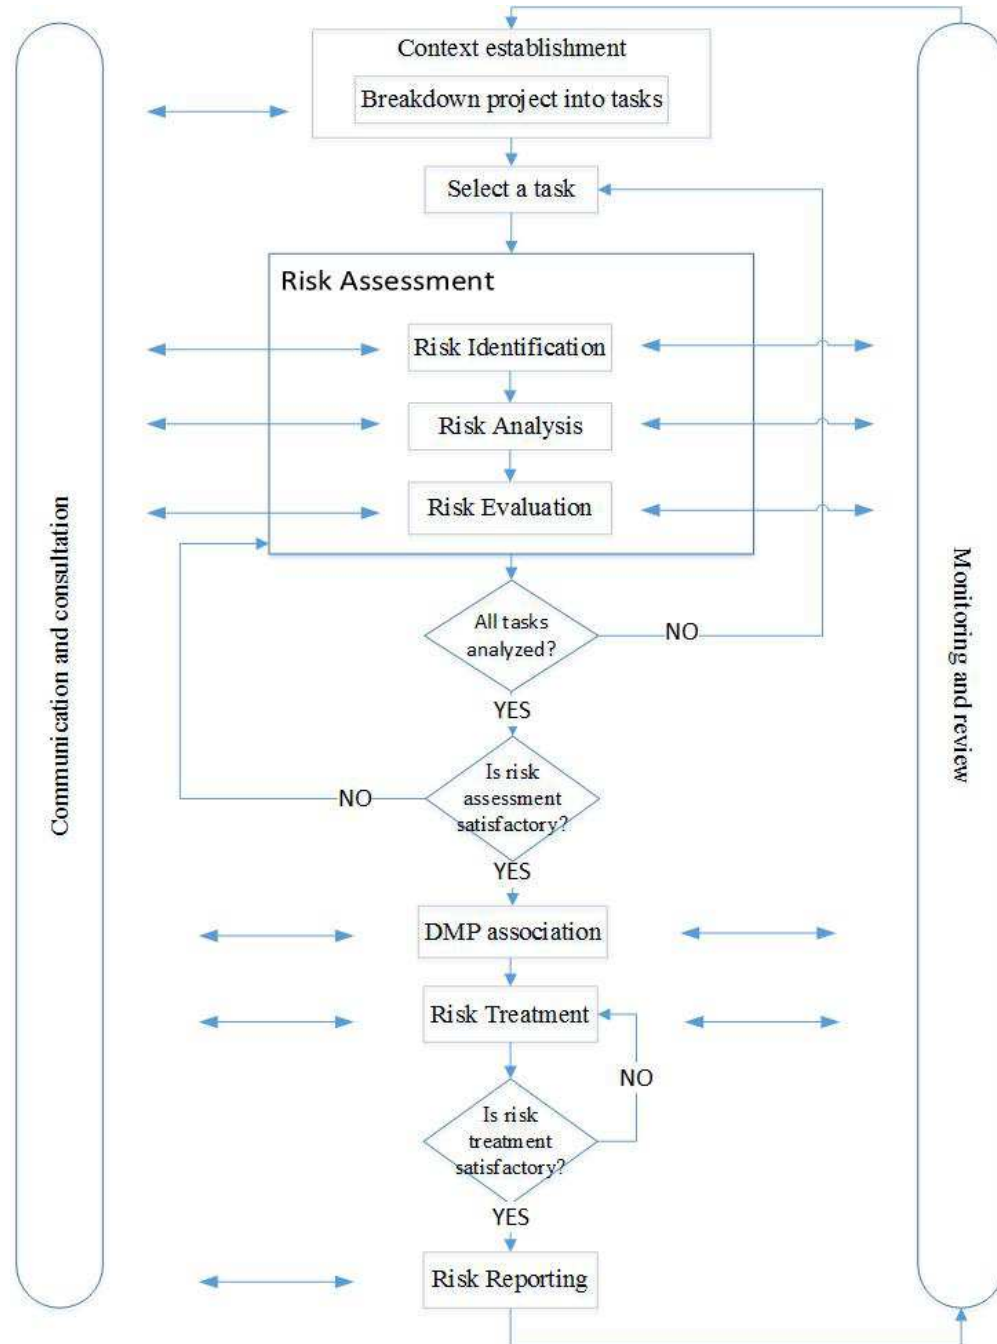 Context establishment
Breakdown project into tasks
Select a task
Risk Assessment
Risk Identification
Risk Analysis
Risk Evaluation
All tasks
analyzed?
NO
YES
Is risk
assessment
satisfactory?
NO
YES
DMP association
Risk Treatment
NO
Is risk
treatment
satisfactory?
YES
Risk Reporting
Communication and consultation
Monitoring and review